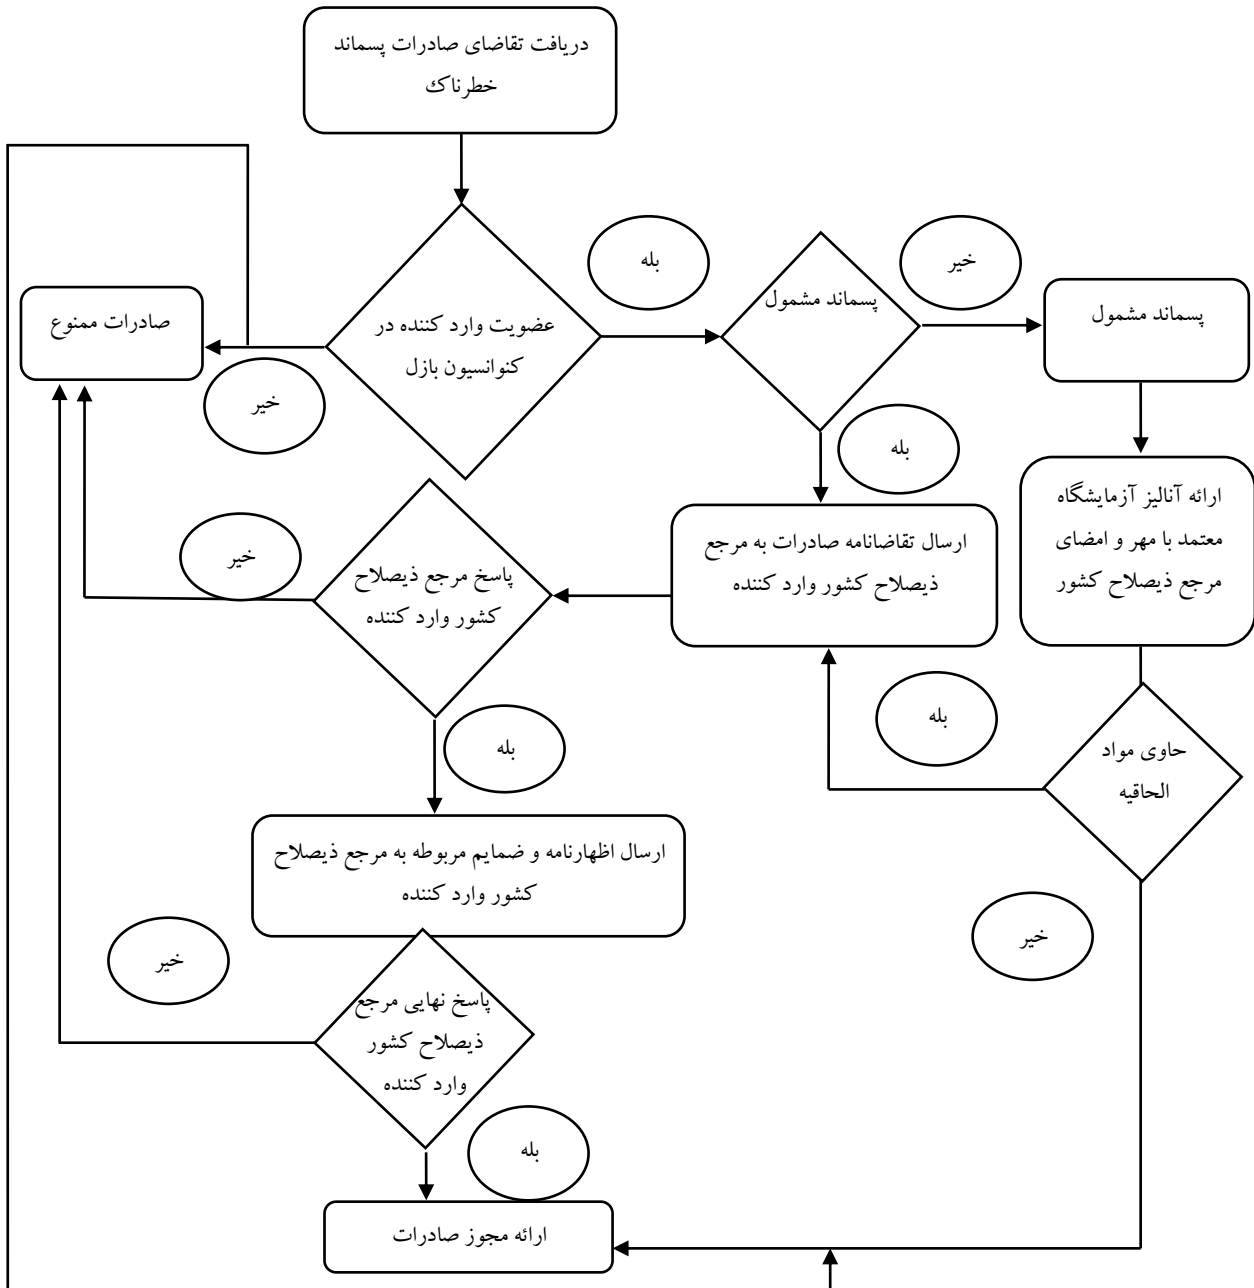 دریافت تقاضای صادرات پسماند
خطرناک
بله
خیر
پسماند مشمول
پسماند مشمول
عضویت وارد کننده در
کنوانسیون بازل
صادرات ممنوع
خیر
بله
ارائه آنالیز آزمایشگاه
معتمد با مهر و امضای
مرجع ذیصلاح کشور
ارسال تقاضانامه صادرات به مرجع
ذیصلاح کشور وارد کننده
پاسخ مرجع ذیصلاح
کشور وارد کننده
خیر
بله
بله
حاوی مواد
الحاقیه
ارسال اظهارنامه و ضمایم مربوطه به مرجع ذیصلاح
کشور وارد کننده
خیر
خیر
پاسخ نهایی مرجع
ذیصلاح کشور
وارد کننده
بله
ارائه مجوز صادرات